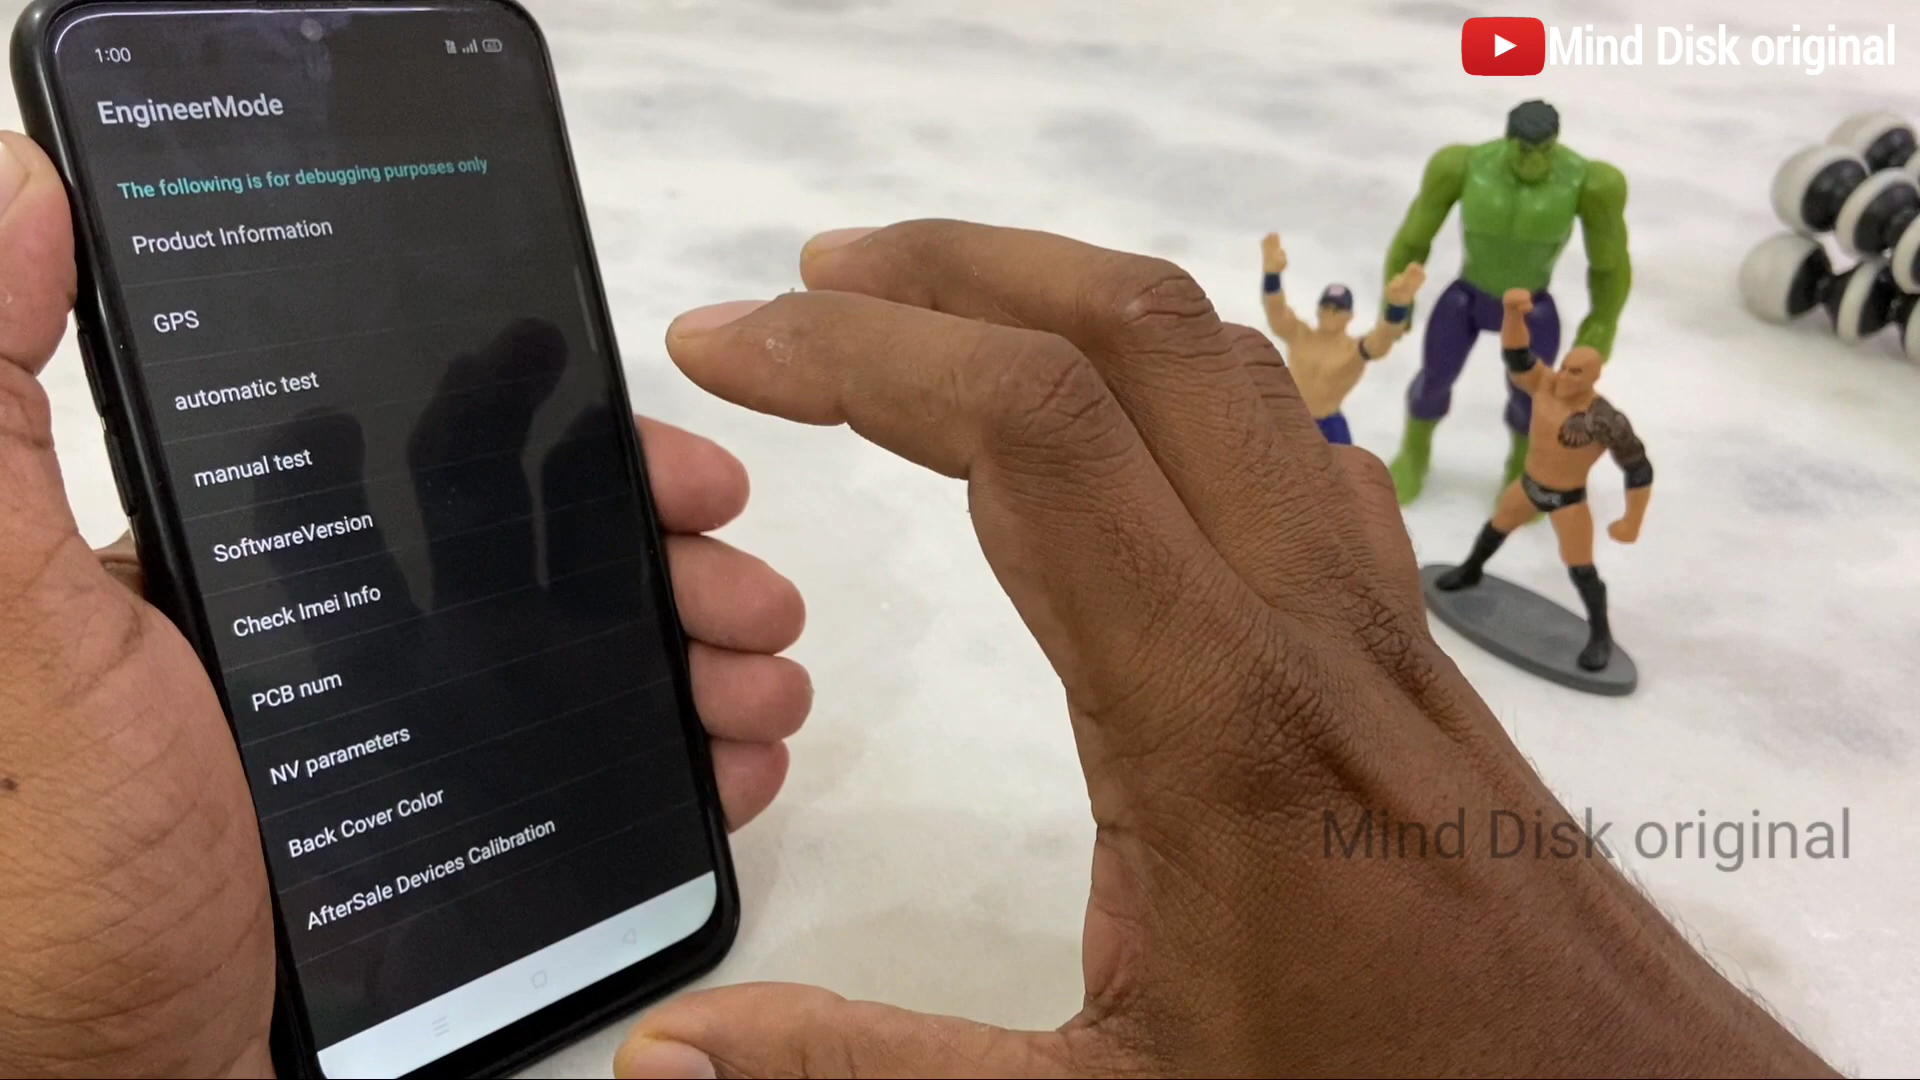 1:00
Mind Disk original
EngineerMode
The following is for debugging purposes only
Product Information
GPS
automatic test
manual test
SoftwareVersion
Check Imei Info
PCB num
NV parameters
Back Cover Color
AfterSale Devices Calibration
Mind Disk original